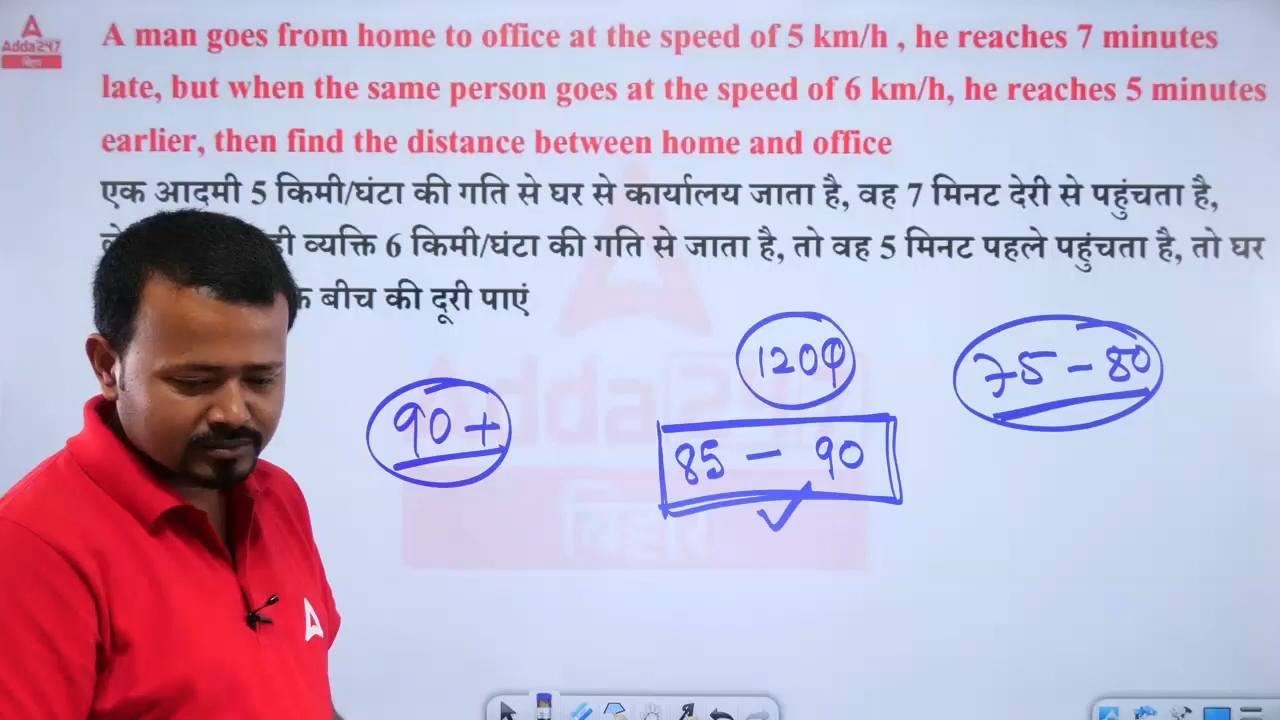 Adda247
बिहार
A man goes from home to office at the speed of 5 km/h , he reaches 7 minutes
late, but when the same person goes at the speed of 6 km/h, he reaches 5 minutes
earlier, then find the distance between home and office
एक आदमी 5 किमी/घंटा की गति से घर से कार्यालय जाता है, वह 7 मिनट देरी से पहुंचता है,
व्यक्ति 6 किमी/घंटा की गति से जाता है, तो वह 5 मिनट पहले पहुंचता है, तो घर
बीच की दूरी पाएं
120Q
75 - 80
90 +
85 - 90
Adda247
बिहार